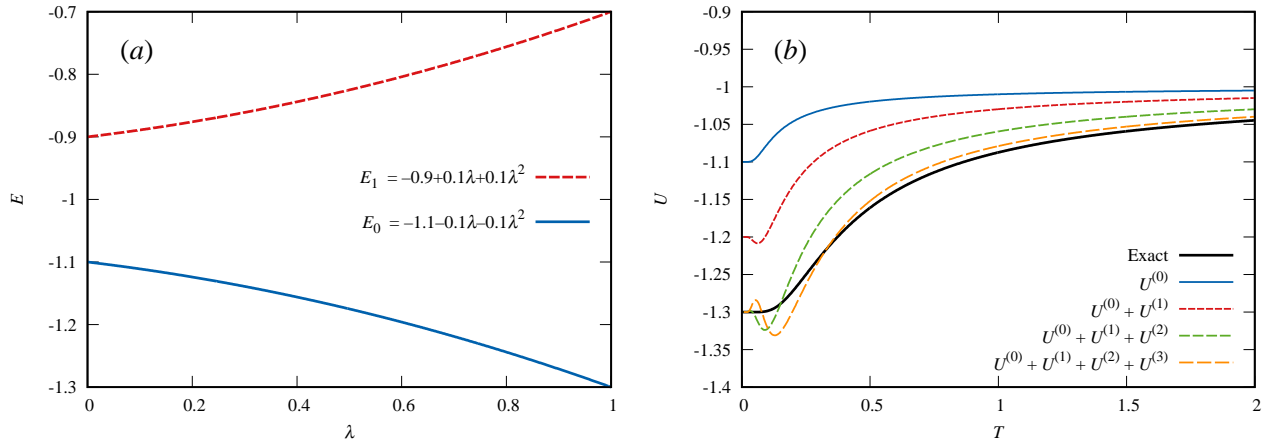 (a)
-0.7
-0.8
-0.9
-1
-1.1
-1.2
-1.3
E
0
0.2
0.4
0.6
0.8
1
λ
E₁ = –0.9+0.1λ+0.1λ²
E₀ = –1.1–0.1λ–0.1λ²
(b)
-0.9
-0.95
-1
-1.05
-1.1
-1.15
-1.2
-1.25
-1.3
-1.35
-1.4
U
0
0.5
1
1.5
2
T
Exact
U⁽⁰⁾
U⁽⁰⁾ + U⁽¹⁾
U⁽⁰⁾ + U⁽¹⁾ + U⁽²⁾
U⁽⁰⁾ + U⁽¹⁾ + U⁽²⁾ + U⁽³⁾